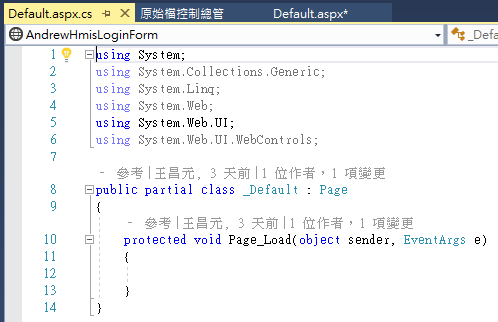 Default.aspx.cs 原始檔控制總管 Default.aspx*
AndrewHmisLoginForm _Defa
1 using System;
2 using System.Collections.Generic;
3 using System.Linq;
4 using System.Web;
5 using System.Web.UI;
6 using System.Web.UI.WebControls;
7
- 參考|王昌元, 3 天前|1 位作者，1 項變更
8 public partial class _Default : Page
9 {
- 參考|王昌元, 3 天前|1 位作者，1 項變更
10 protected void Page_Load(object sender, EventArgs e)
11 {
12
13 }
14 }